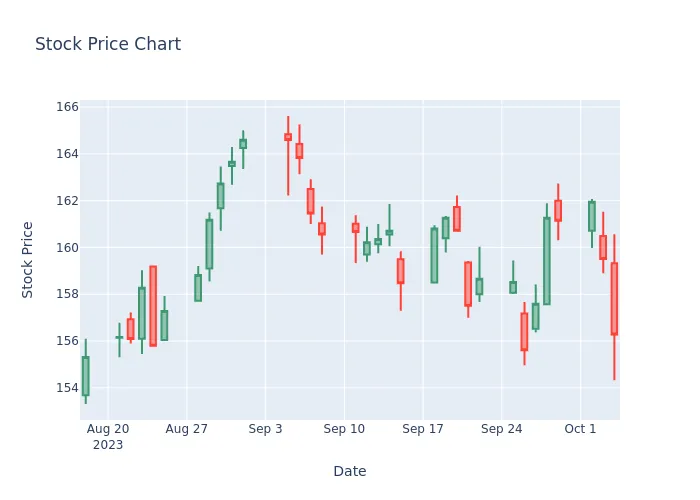 Stock Price Chart
166
164
162
160
158
156
154
Stock Price
Aug 20
2023
Aug 27
Sep 3
Sep 10
Sep 17
Sep 24
Oct 1
Date